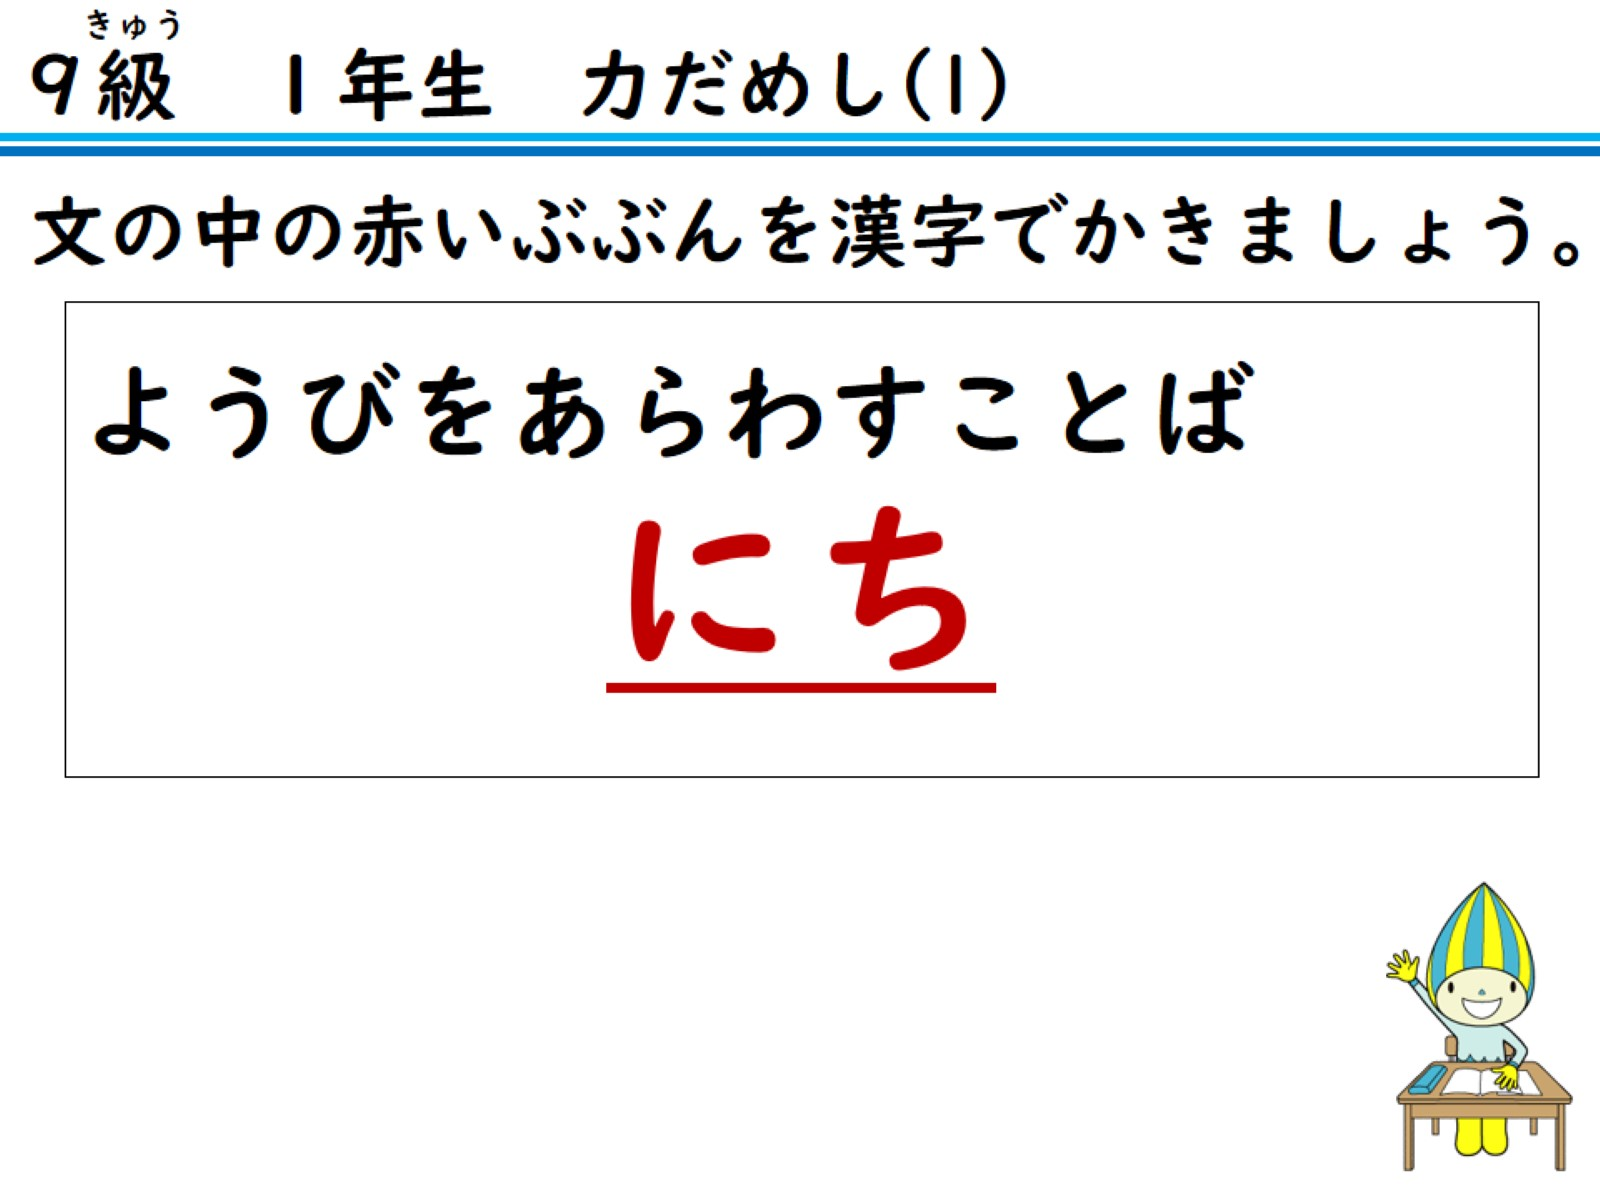 きゅう
９級　１年生　力だめし(1)
文の中の赤いぶぶんを漢字でかきましょう。
ようびをあらわすことば
にち